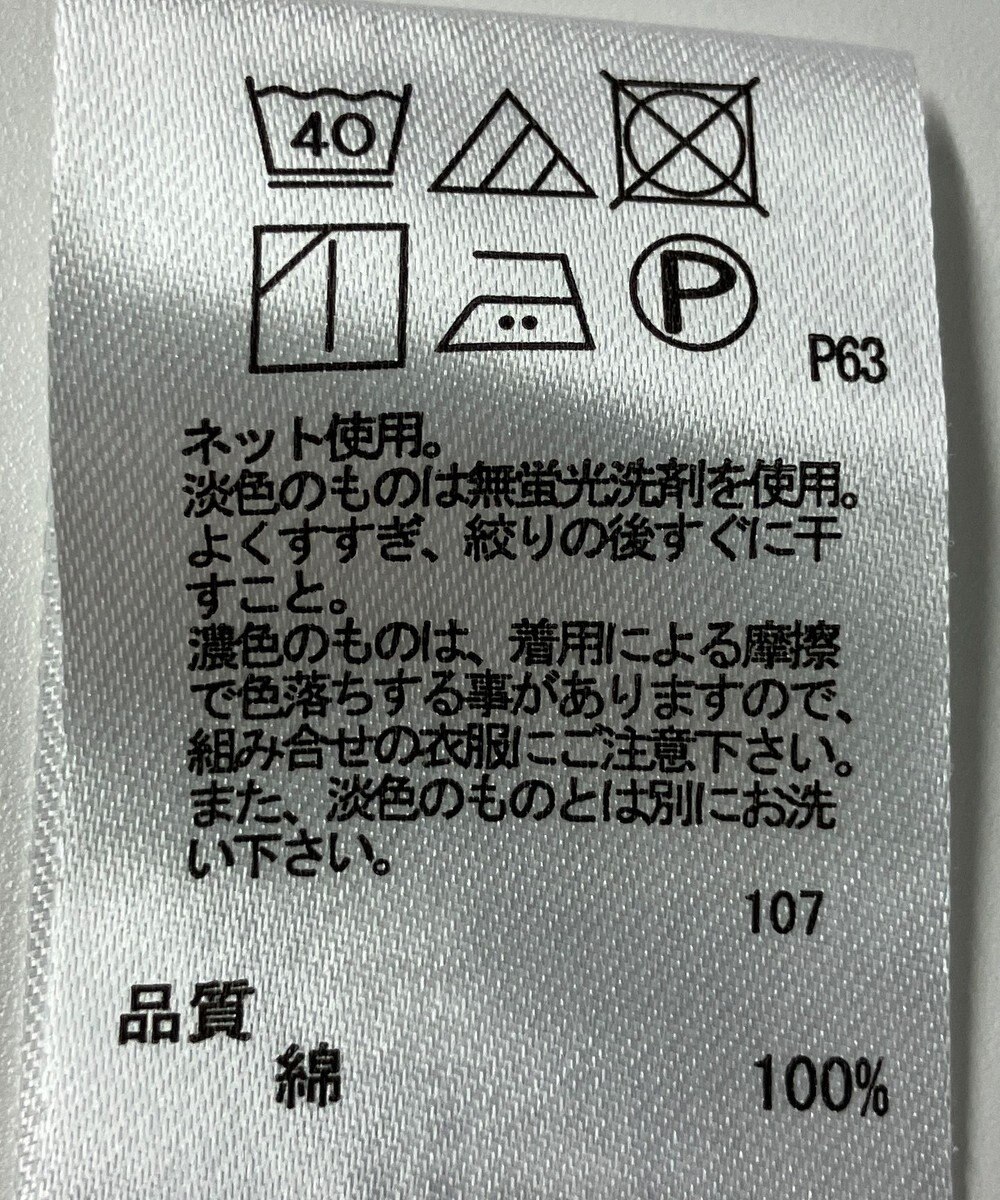 40
P
P63
ネット使用。
淡色のものは無蛍光洗剤を使用。
よくすすぎ、絞りの後すぐに干
すこと。
濃色のものは、着用による摩擦
で色落ちする事がありますので、
組み合せの衣服にご注意下さい。
また、淡色のものとは別にお洗
い下さい。
107
品質
綿 100%